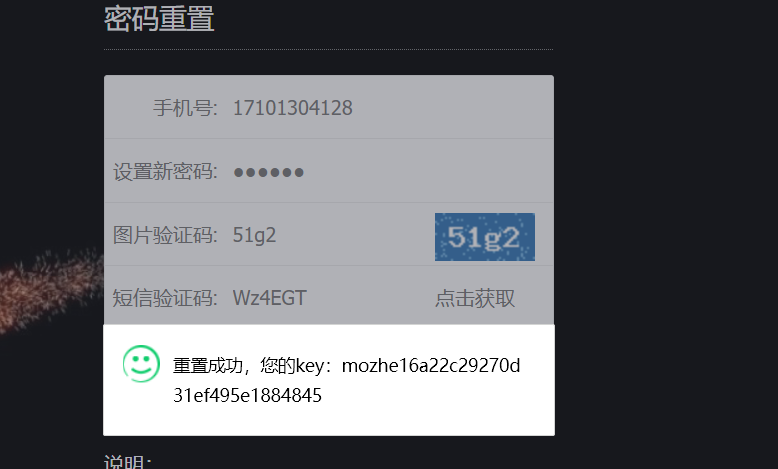 密码重置
手机号: 17101304128
设置新密码: ●●●●●●
图片验证码: 51g2 51g2
短信验证码: Wz4EGT 点击获取
重置成功，您的key：mozhe16a22c29270d
31ef495e1884845
说明: